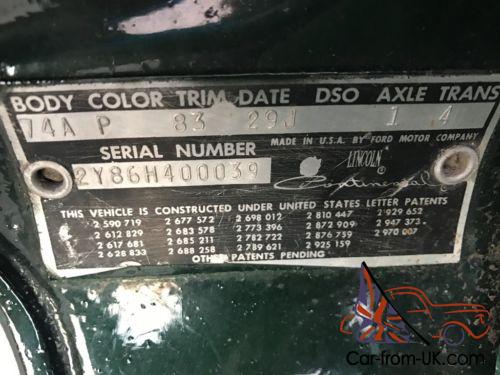 BODY COLOR TRIM DATE DSO AXLE TRANS
74A P 83 29J 1 4
MADE IN U.S.A. BY FORD MOTOR COMPANY
SERIAL NUMBER
2Y86H400039
LINCOLN
Continental
THIS VEHICLE IS CONSTRUCTED UNDER UNITED STATES LETTER PATENTS
2 590 719 2 677 572 2 698 012 2 810 447 2 929 652
2 612 829 2 683 578 2 773 396 2 872 909 2 947 373
2 617 681 2 685 211 2 782 722 2 876 759 2 970 007
2 628 833 2 688 258 2 789 621 2 925 159
OTHER PATENTS PENDING
Car-from-UK.com